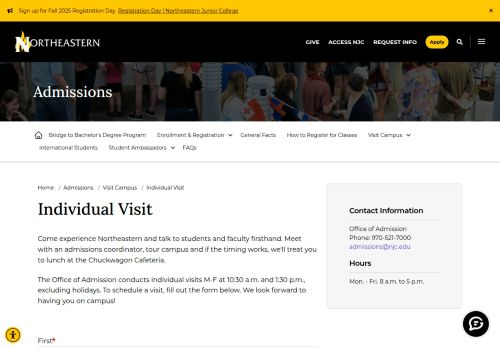 Sign up for Fall 2025 Registration Day Registration Day | Northeastern Junior College ×
NORTHEASTERN
GIVE ACCESS NJC REQUEST INFO Apply
Admissions
Bridge to Bachelor's Degree Program Enrollment & Registration General Facts How to Register for Classes Visit Campus
International Students Student Ambassadors FAQs
Home / Admissions / Visit Campus / Individual Visit
Individual Visit
Come experience Northeastern and talk to students and faculty firsthand. Meet
with an admissions coordinator, tour campus and if the timing works, we'll treat you
to lunch at the Chuckwagon Cafeteria.
The Office of Admission conducts individual visits M-F at 10:30 a.m. and 1:30 p.m.,
excluding holidays. To schedule a visit, fill out the form below. We look forward to
having you on campus!
First*
Contact Information
Office of Admission
Phone: 970-521-7000
admissions@njc.edu
Hours
Mon. - Fri. 8 a.m. to 5 p.m.